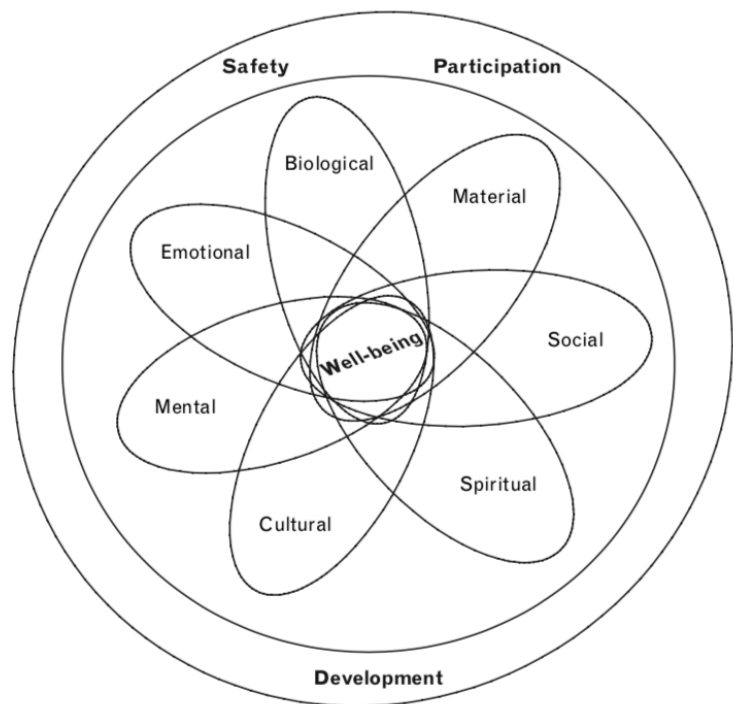 Safety
Participation
Biological
Material
Emotional
Social
Well-being
Mental
Spiritual
Cultural
Development